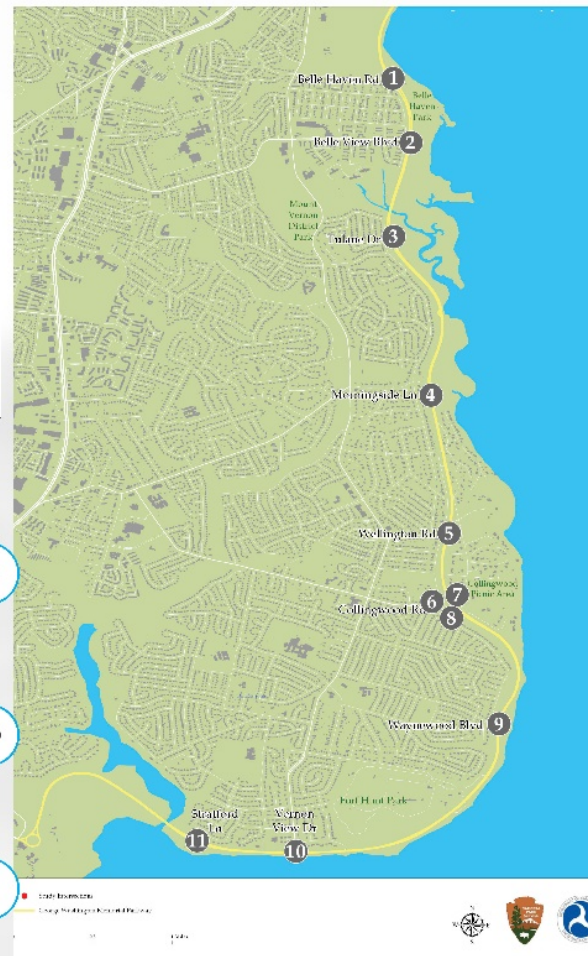 Belle Haven Rd
1
Belle
Haven
Park
Belle View Blvd
2
Mount
Vernon
District
Park
Tulane Dr
3
Morningside Ln
4
Wellington Rd
5
Collingwood
Picnic Area
6
7
Collingwood Rd
8
Waynewood Blvd
9
Fort Hunt Park
Stratford
Ln
Vernon
View Dr
11
10
Study Intersections
George Washington Memorial Parkway